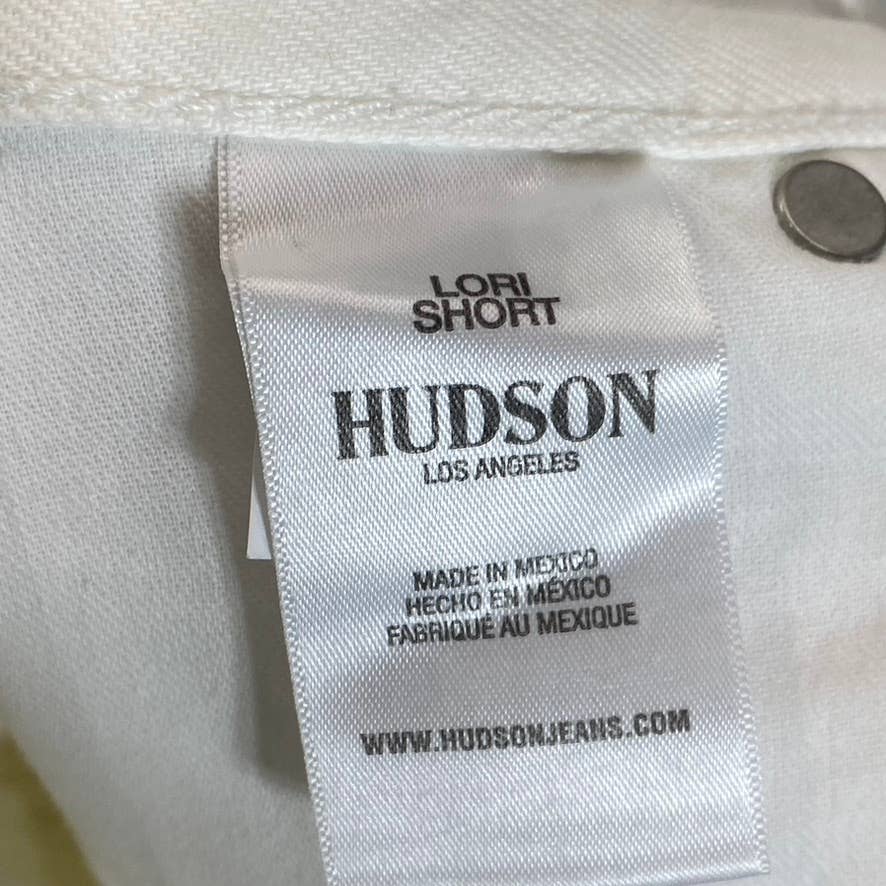 LORI
SHORT
HUDSON
LOS ANGELES
MADE IN MEXICO
HECHO EN MÉXICO
FABRIQUÉ AU MEXIQUE
WWW.HUDSONJEANS.COM